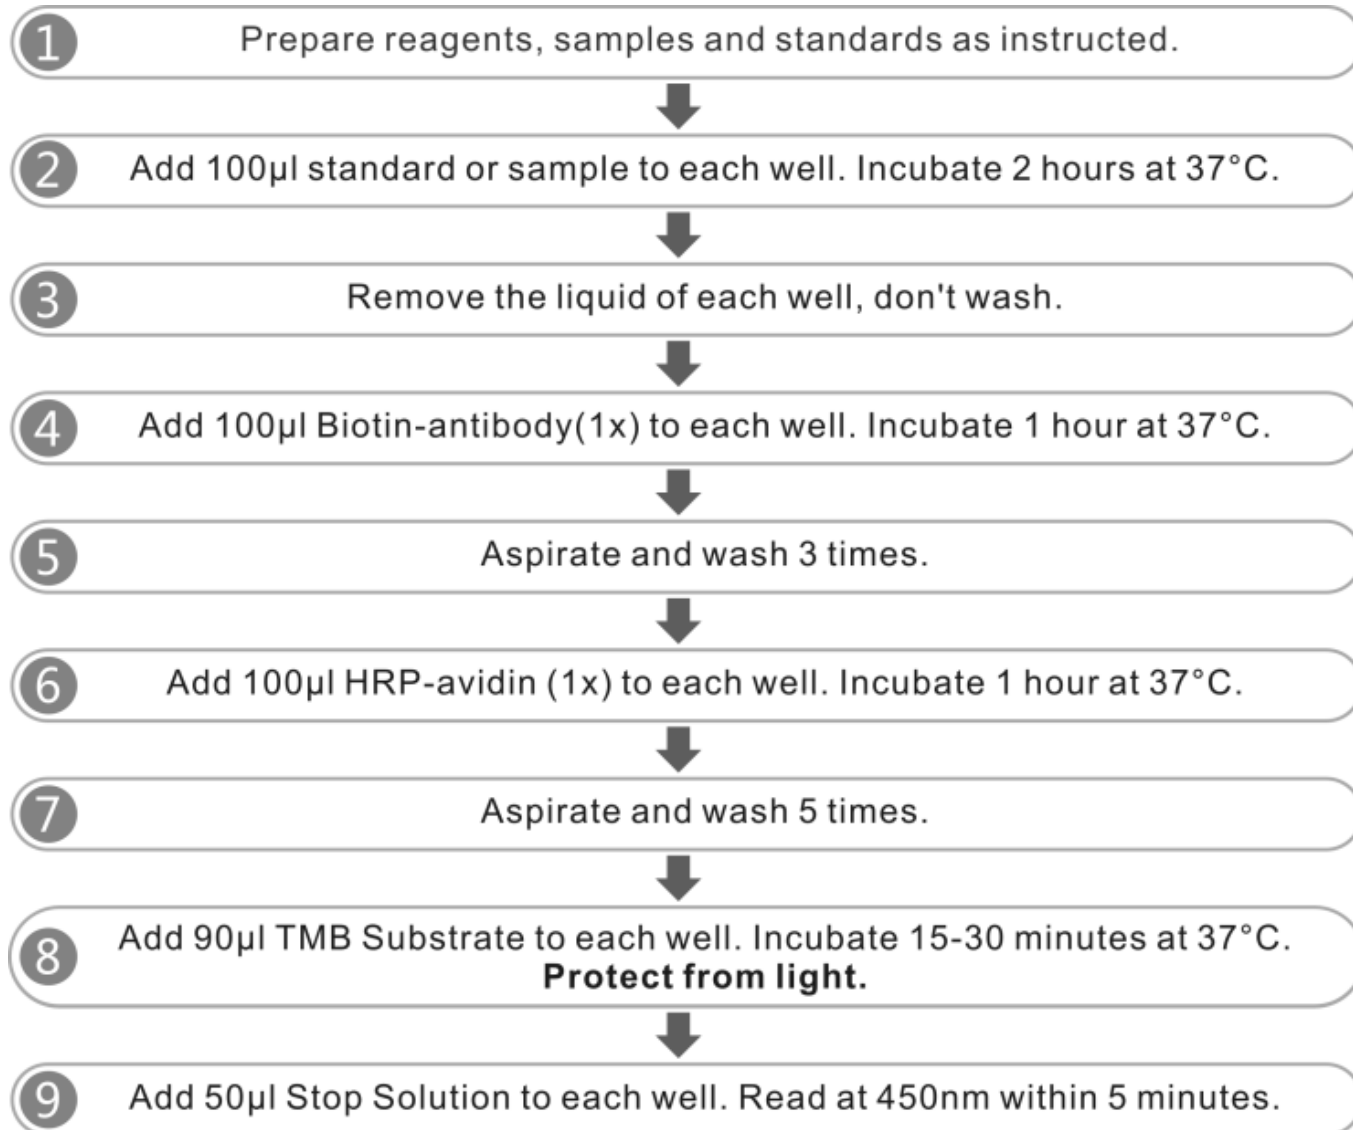 1 Prepare reagents, samples and standards as instructed.
2 Add 100µl standard or sample to each well. Incubate 2 hours at 37°C.
3 Remove the liquid of each well, don't wash.
4 Add 100µl Biotin-antibody(1x) to each well. Incubate 1 hour at 37°C.
5 Aspirate and wash 3 times.
6 Add 100µl HRP-avidin (1x) to each well. Incubate 1 hour at 37°C.
7 Aspirate and wash 5 times.
8 Add 90µl TMB Substrate to each well. Incubate 15-30 minutes at 37°C.
Protect from light.
9 Add 50µl Stop Solution to each well. Read at 450nm within 5 minutes.